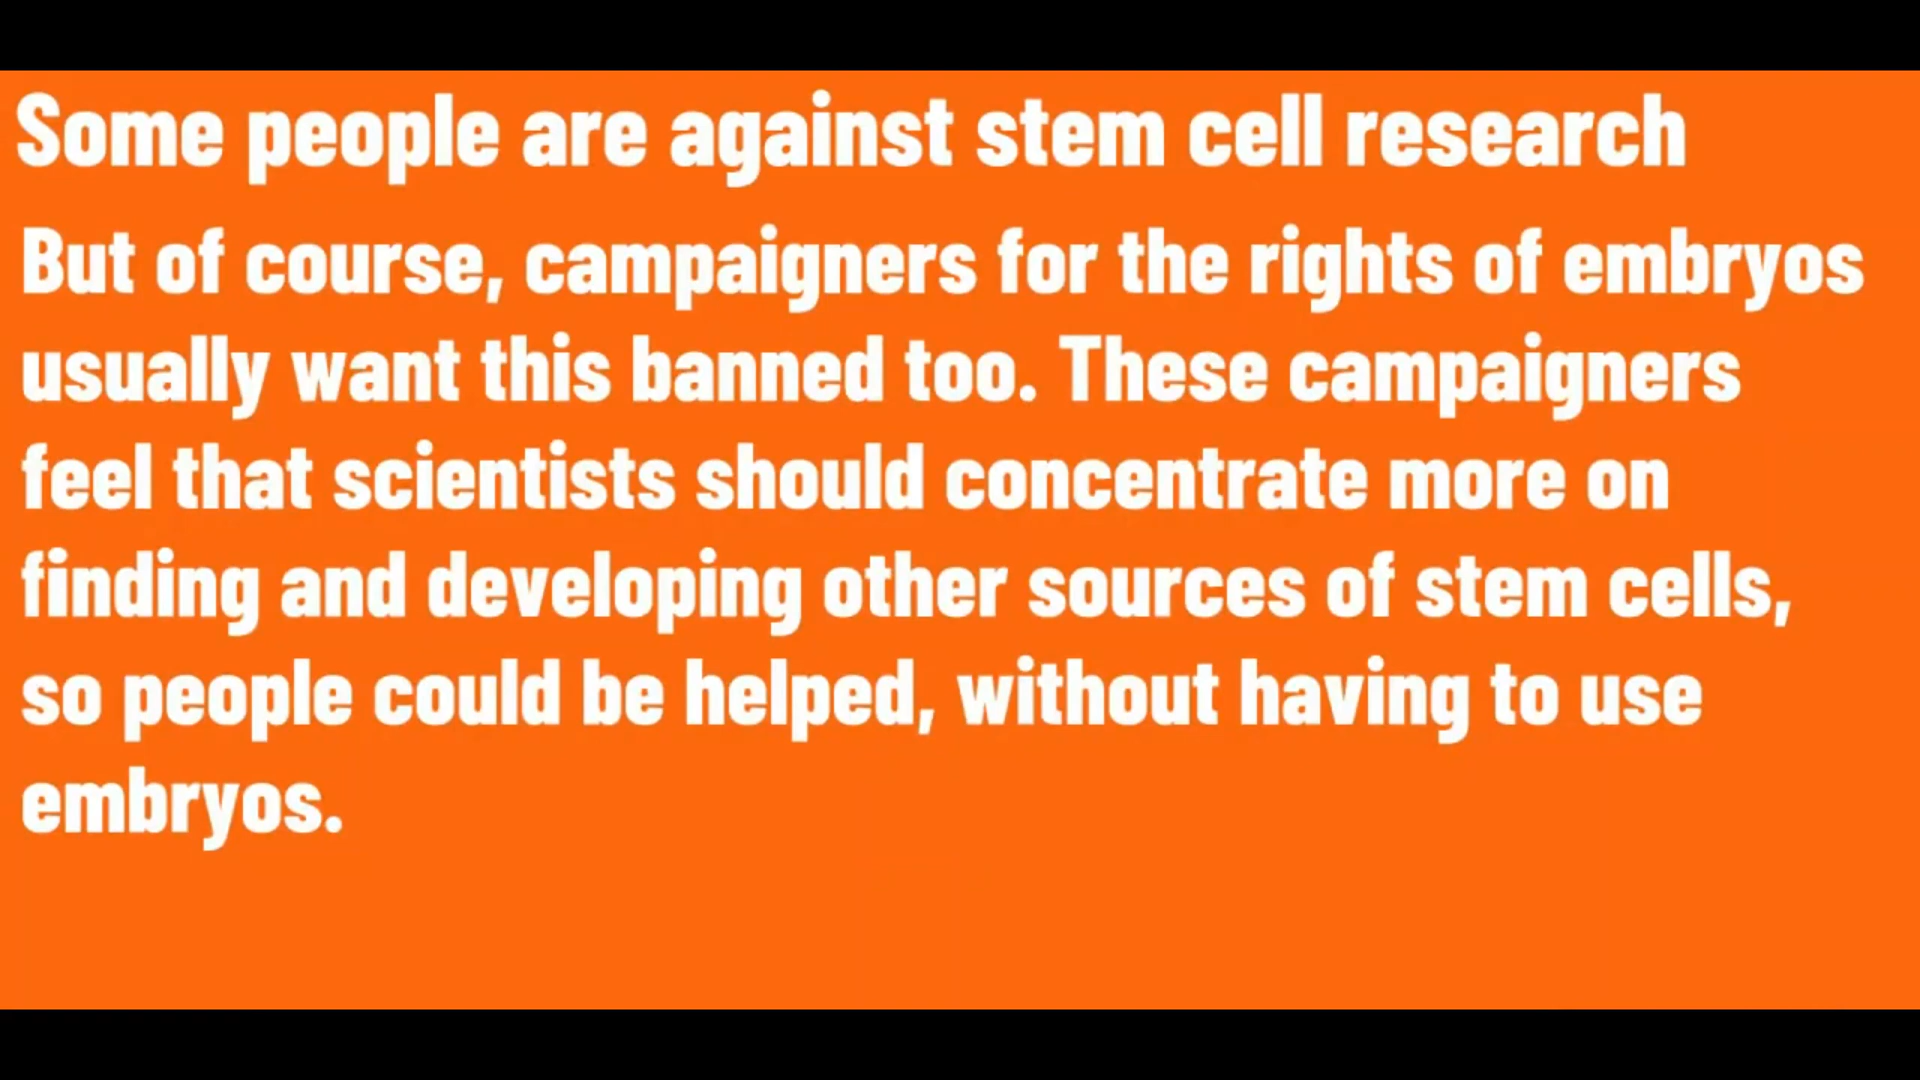 Some people are against stem cell research
But of course, campaigners for the rights of embryos
usually want this banned too. These campaigners
feel that scientists should concentrate more on
finding and developing other sources of stem cells,
so people could be helped, without having to use
embryos.